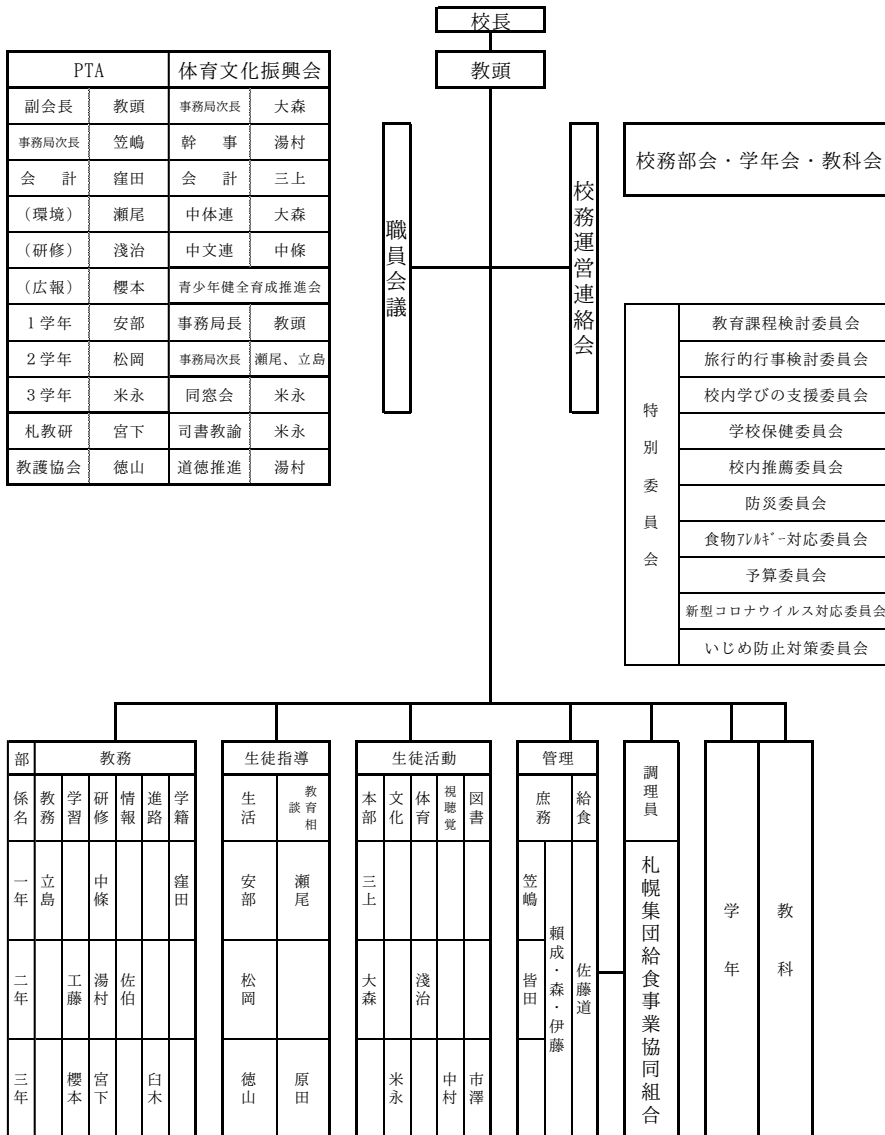 校長
教頭
PTA 体育文化振興会
副会長 教頭 事務局次長 大森
事務局次長 笠嶋 幹 事 湯村
会 計 窪田 会 計 三上
(環境) 瀬尾 中体連 大森
(研修) 淺治 中文連 中條
(広報) 櫻本 青少年健全育成推進会
1学年 安部 事務局長 教頭
2学年 松岡 事務局次長 瀬尾、立島
3学年 米永 同窓会 米永
札教研 宮下 司書教諭 米永
教護協会 徳山 道徳推進 湯村
職員会議
校務運営連絡会
校務部会・学年会・教科会
特別委員会
教育課程検討委員会
旅行的行事検討委員会
校内学びの支援委員会
学校保健委員会
校内推薦委員会
防災委員会
食物ｱﾚﾙｷﾞｰ対応委員会
予算委員会
新型コロナウイルス対応委員会
いじめ防止対策委員会
部 教務 生徒指導 生徒活動 管理
係名 教務 学習 研修 情報 進路 学籍 生活 教育相談 本部 文化 体育 視聴覚 図書 庶務 給食
一年 立島 中條 窪田 安部 瀬尾 三上 笠嶋
二年 工藤 湯村 佐伯 松岡 大森 淺治 皆田
三年 櫻本 宮下 臼木 徳山 原田 米永 中村 市澤
頼成・森・伊藤
佐藤道
調理員
札幌集団給食事業協同組合
学年
教科